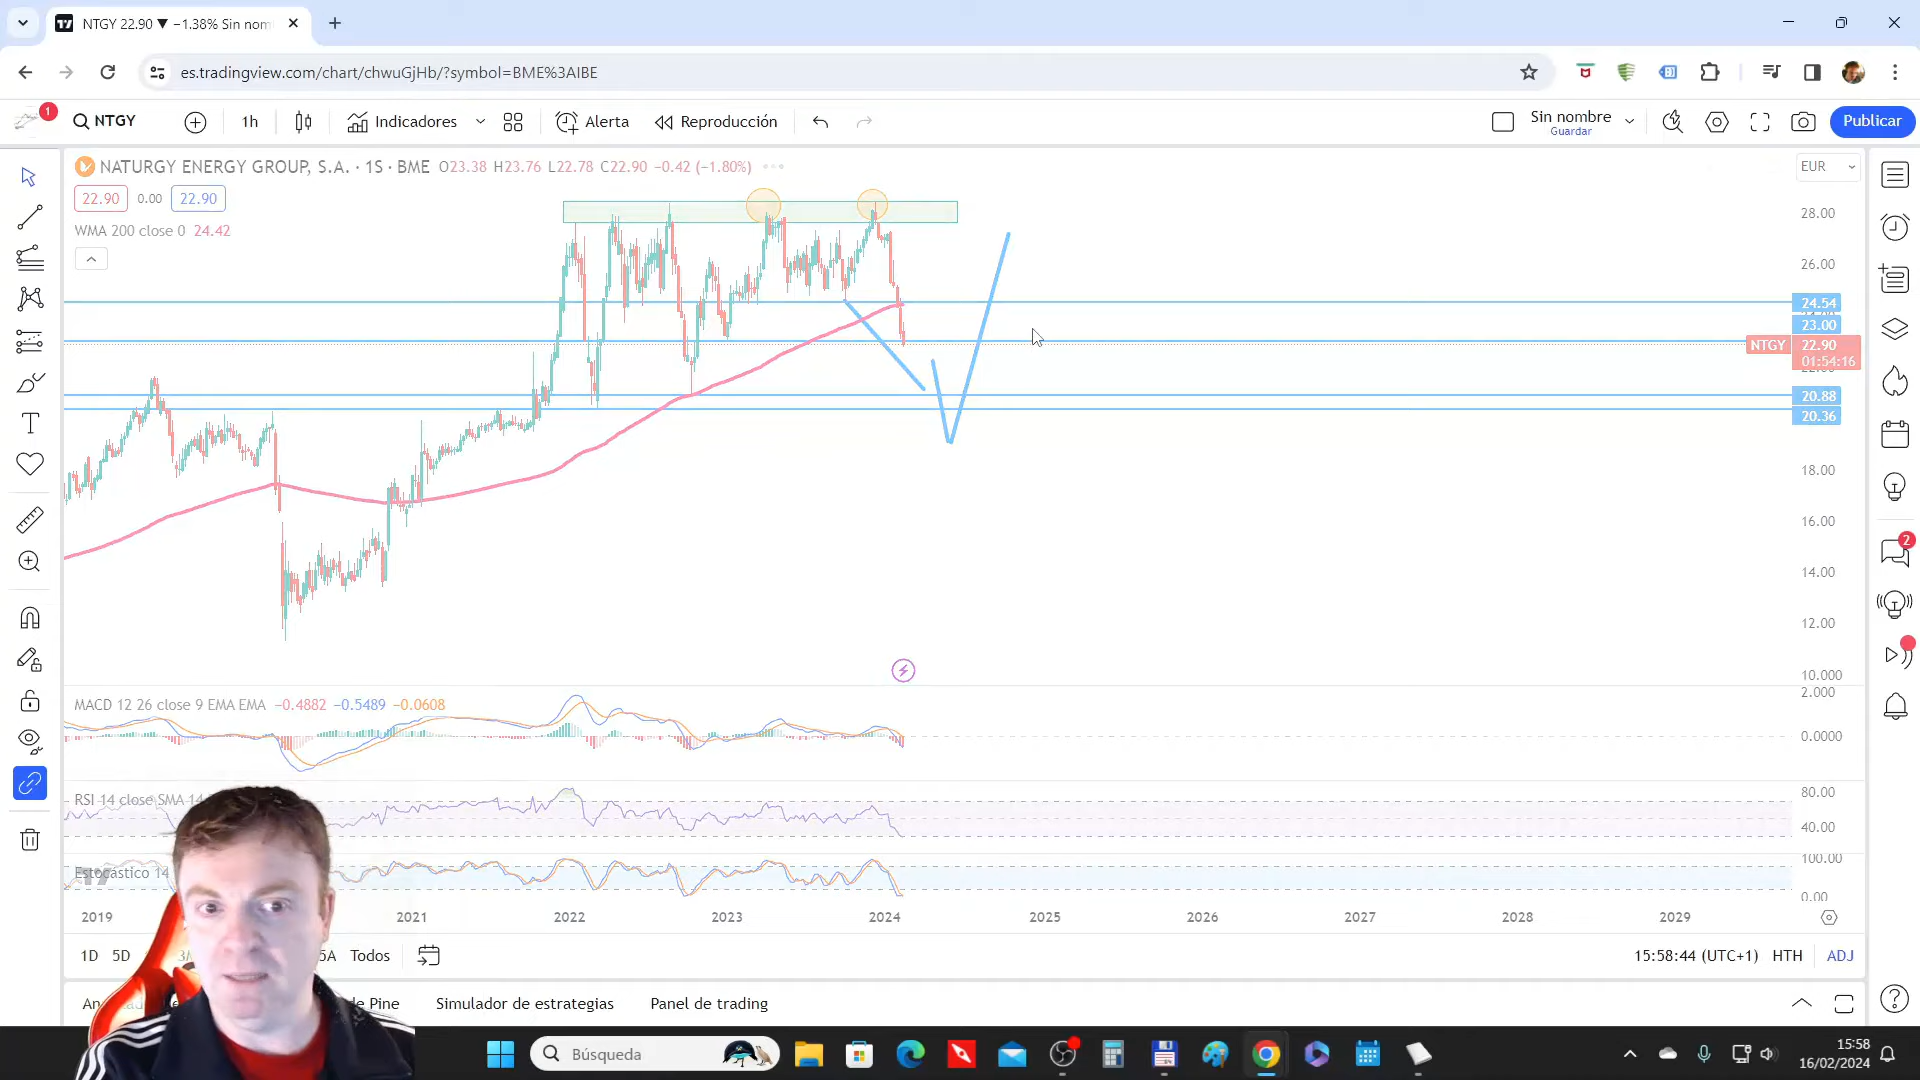 NTGY 22.90 ▼ −1.38% Sin nom
es.tradingview.com/chart/chwuGjHb/?symbol=BME%3AIBE
1
NTGY
1h
Indicadores
Alerta
Reproducción
Sin nombre
Guardar
Publicar
NATURGY ENERGY GROUP, S.A. · 1S · BME O23.38 H23.76 L22.78 C22.90 −0.42 (−1.80%)
EUR
22.90 0.00 22.90
WMA 200 close 0 24.42
28.00
26.00
24.54
23.00
NTGY 22.90
01:54:16
20.88
20.36
18.00
16.00
14.00
12.00
10.000
MACD 12 26 close 9 EMA EMA −0.4882 −0.5489 −0.0608
2.000
0.0000
RSI 14 close SMA 14
80.00
40.00
Estocástico 14
100.00
0.00
2019 2021 2022 2023 2024 2025 2026 2027 2028 2029
1D 5D 5A Todos
15:58:44 (UTC+1) HTH ADJ
de Pine Simulador de estrategias Panel de trading
2
Búsqueda
15:58
16/02/2024